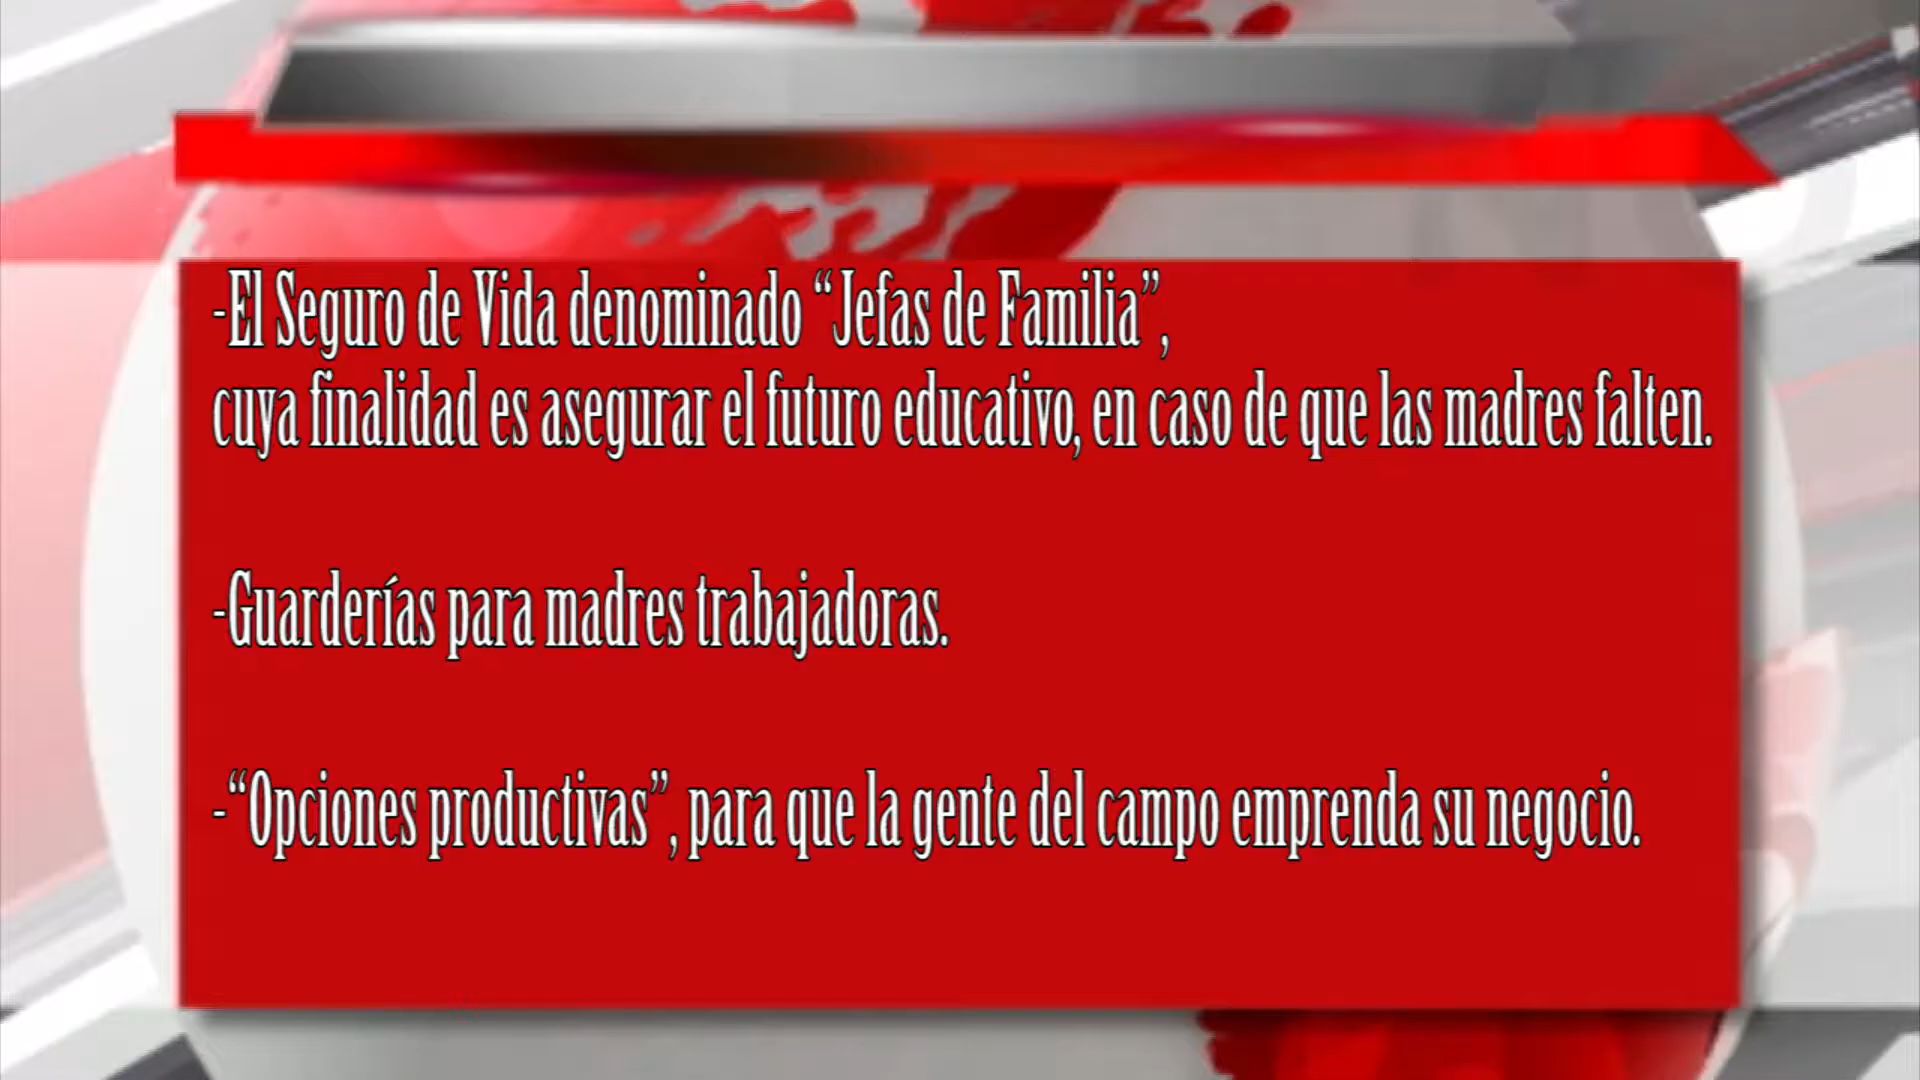 -El Seguro de Vida denominado “Jefas de Familia”,
cuya finalidad es asegurar el futuro educativo, en caso de que las madres falten.
-Guarderías para madres trabajadoras.
-“Opciones productivas”, para que la gente del campo emprenda su negocio.